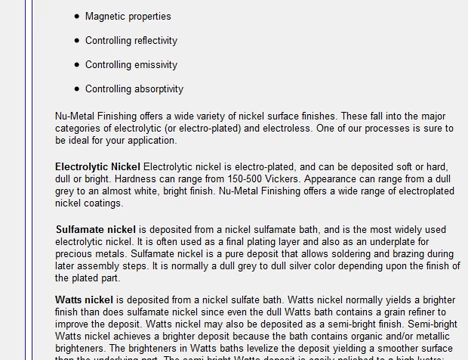 Magnetic properties
Controlling reflectivity
Controlling emissivity
Controlling absorptivity
Nu-Metal Finishing offers a wide variety of nickel surface finishes. These fall into the major
categories of electrolytic (or electro-plated) and electroless. One of our processes is sure to
be ideal for your application.
Electrolytic Nickel Electrolytic nickel is electro-plated, and can be deposited soft or hard,
dull or bright. Hardness can range from 150-500 Vickers. Appearance can range from a dull
grey to an almost white, bright finish. Nu-Metal Finishing offers a wide range of electroplated
nickel coatings.
Sulfamate nickel is deposited from a nickel sulfamate bath, and is the most widely used
electrolytic nickel. It is often used as a final plating layer and also as an underplate for
precious metals. Sulfamate nickel is a pure deposit that allows soldering and brazing during
later assembly steps. It is normally a dull grey to dull silver color depending upon the finish of
the plated part.
Watts nickel is deposited from a nickel sulfate bath. Watts nickel normally yields a brighter
finish than does sulfamate nickel since even the dull Watts bath contains a grain refiner to
improve the deposit. Watts nickel may also be deposited as a semi-bright finish. Semi-bright
Watts nickel achieves a brighter deposit because the bath contains organic and/or metallic
brighteners. The brighteners in Watts baths levelize the deposit yielding a smoother surface
than the underlying part. The semi-bright Watts deposit